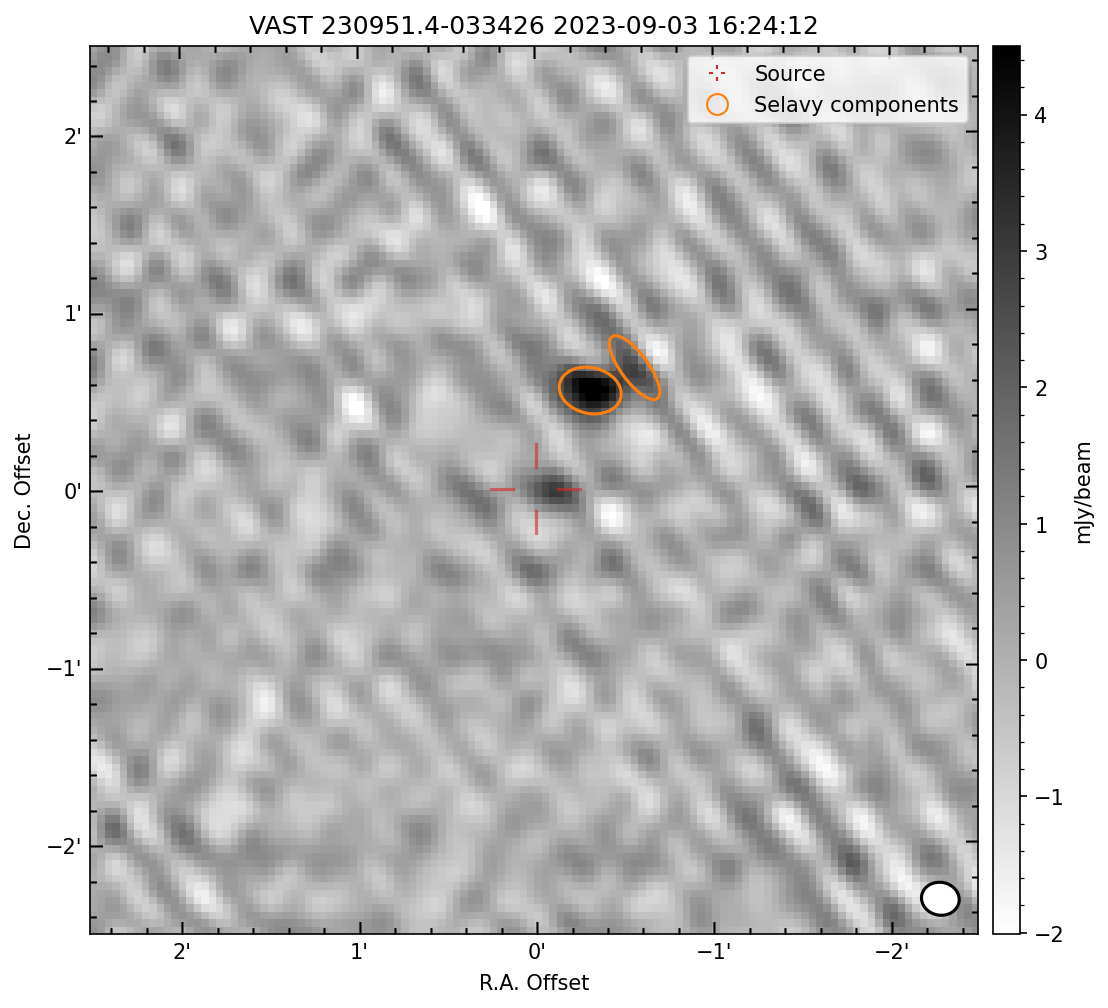 VAST 230951.4-033426 2023-09-03 16:24:12
Source
Selavy components
2'
1'
0'
−1'
−2'
Dec. Offset
2'
1'
0'
−1'
−2'
R.A. Offset
4
3
2
1
0
−1
−2
mJy/beam